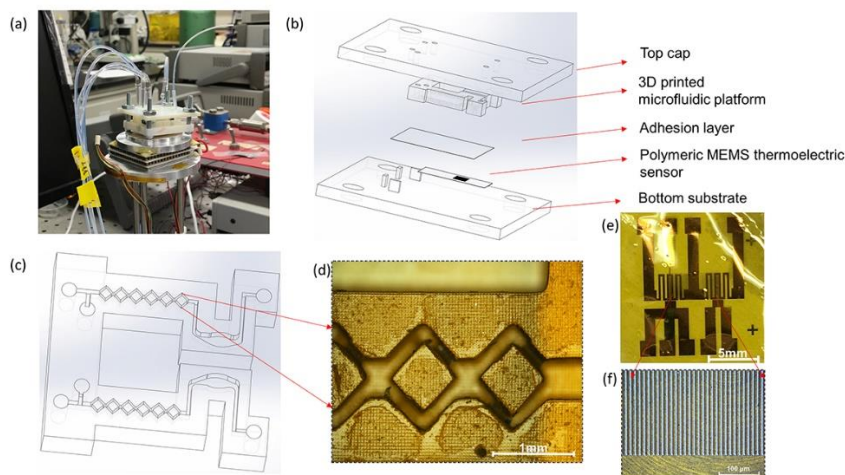 (a)
(b)
Top cap
3D printed
microfluidic platform
Adhesion layer
Polymeric MEMS thermoelectric
sensor
Bottom substrate
(c)
(d)
1mm
(e)
5mm
(f)
100 μm